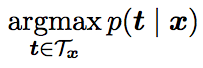 argmax p(t | x)
t∈𝒯ₓ